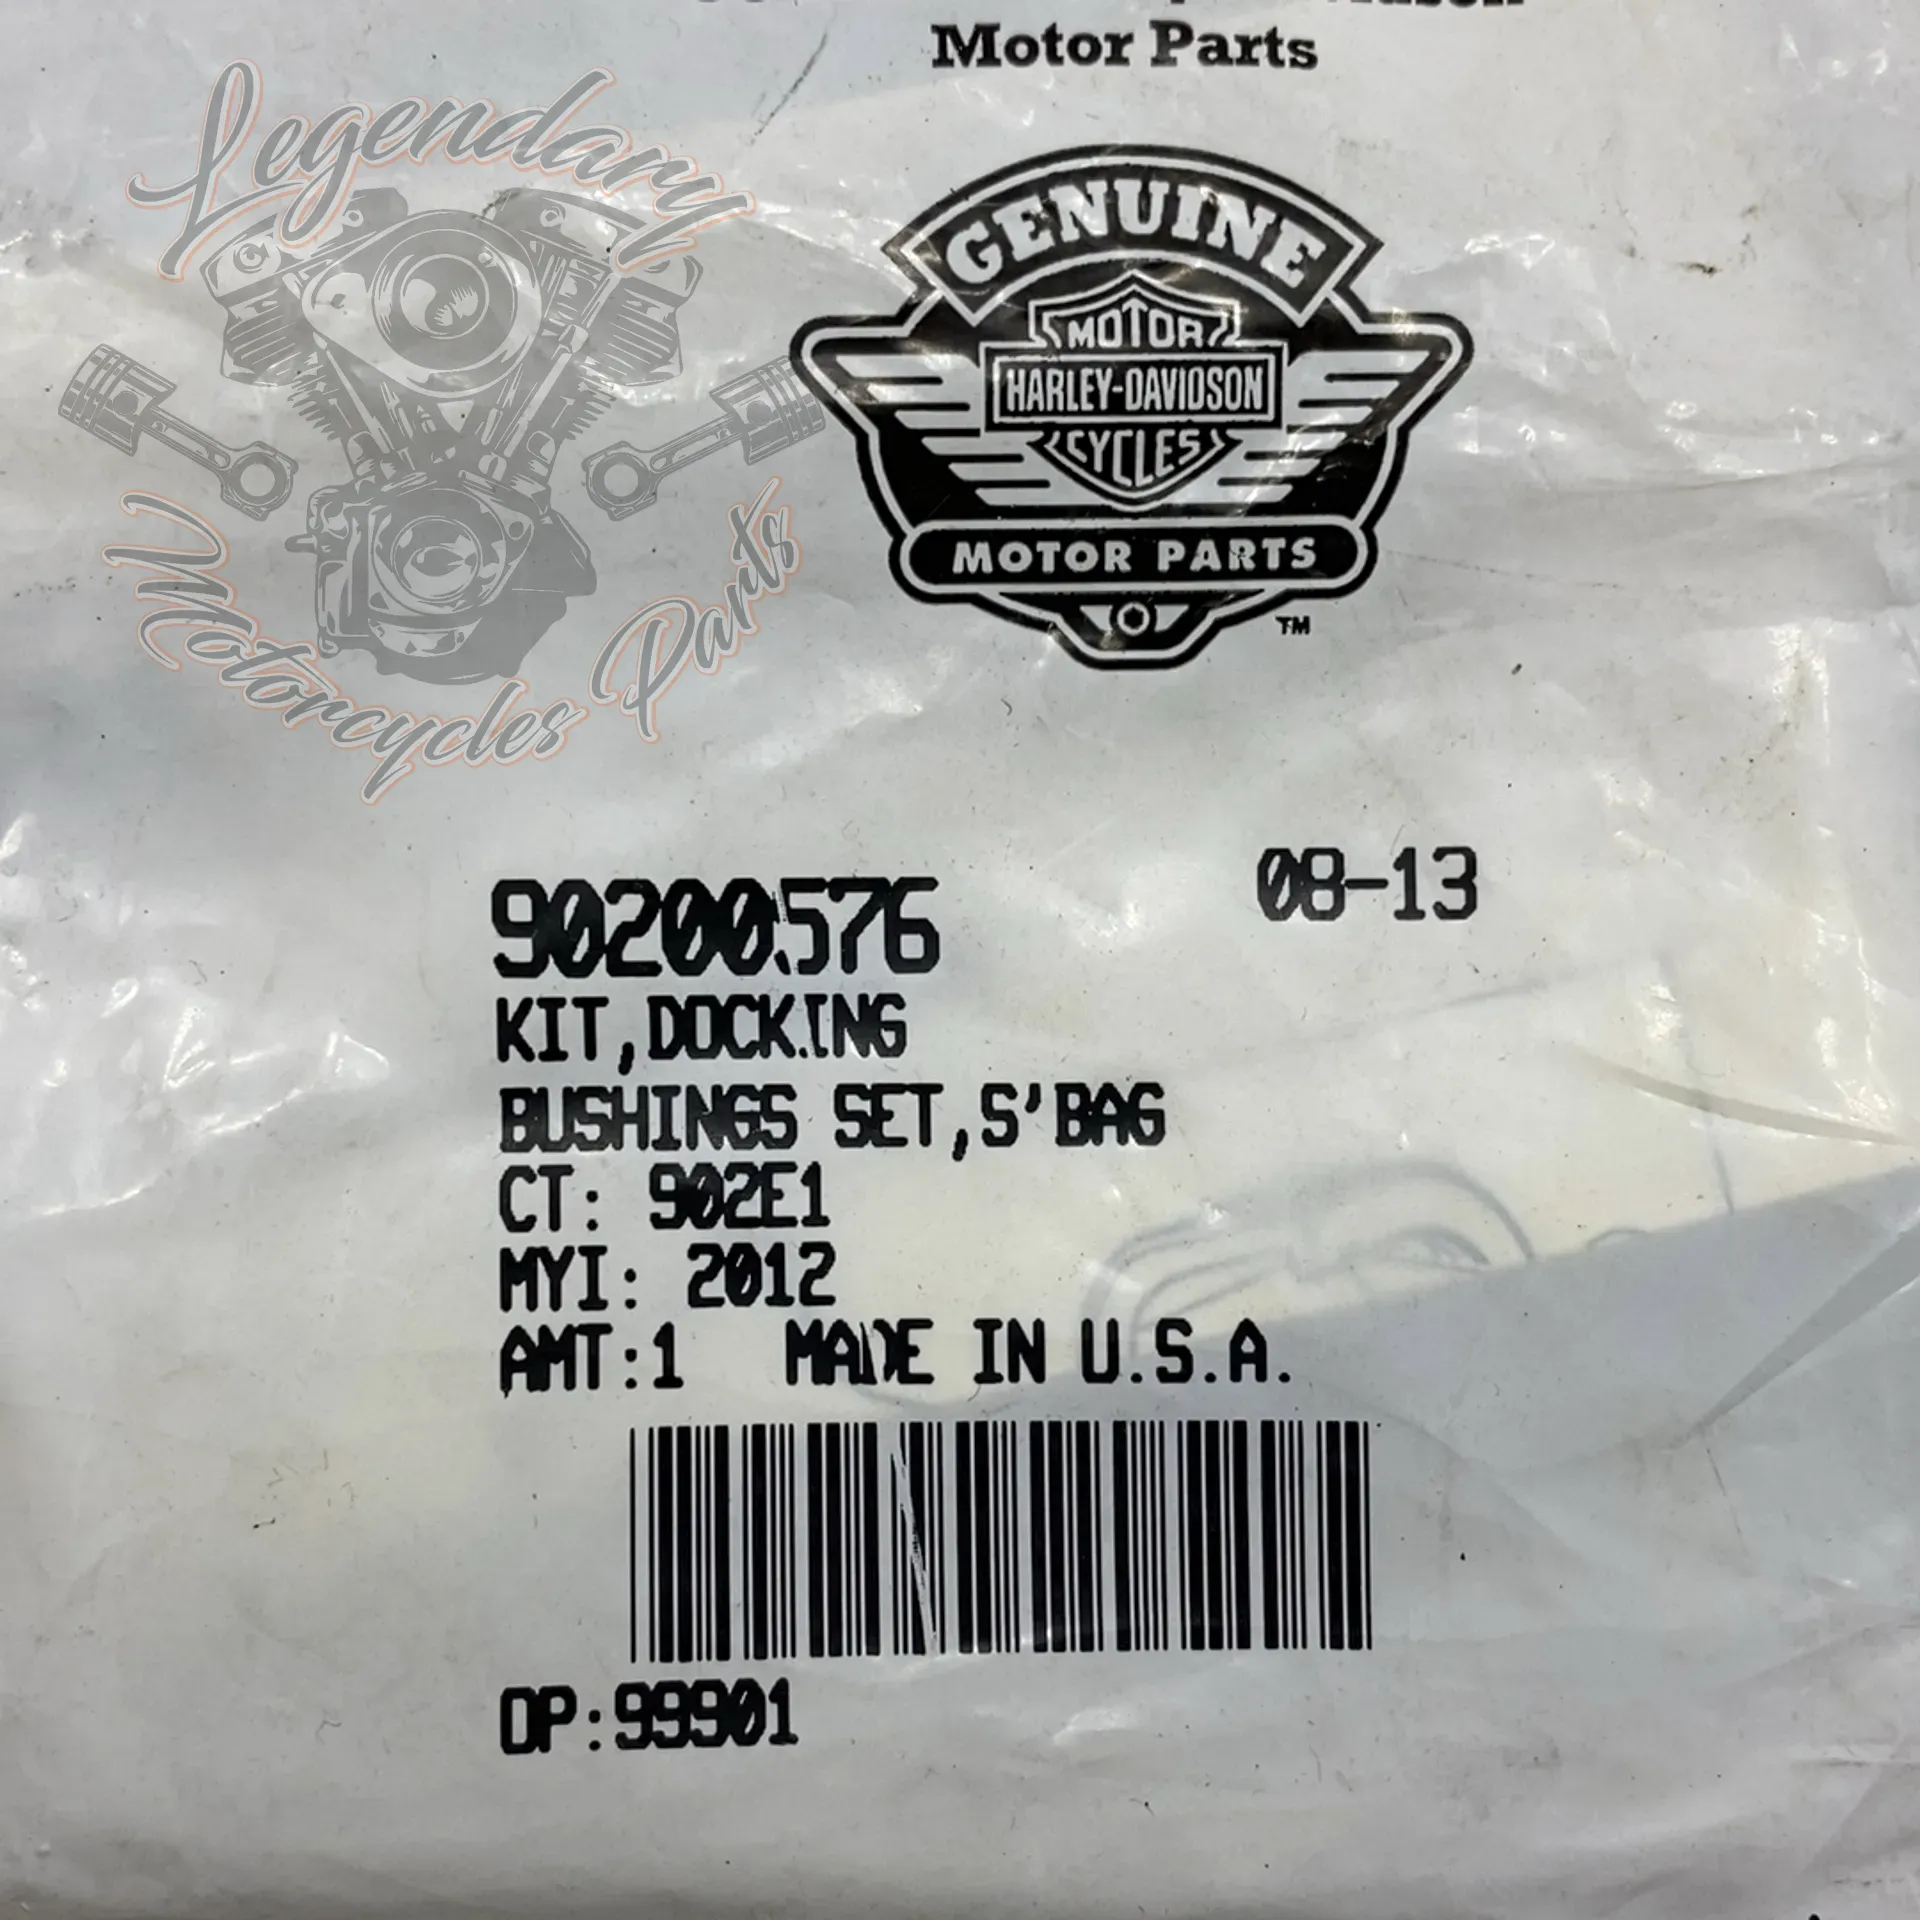 Motor Parts
Legendary
Motorcycles Parts
GENUINE
MOTOR
HARLEY-DAVIDSON
CYCLES
MOTOR PARTS
TM
08-13
90200576
KIT,DOCKING
BUSHINGS SET,S'BAG
CT: 902E1
MYI: 2012
AMT:1 MADE IN U.S.A.
OP:99901